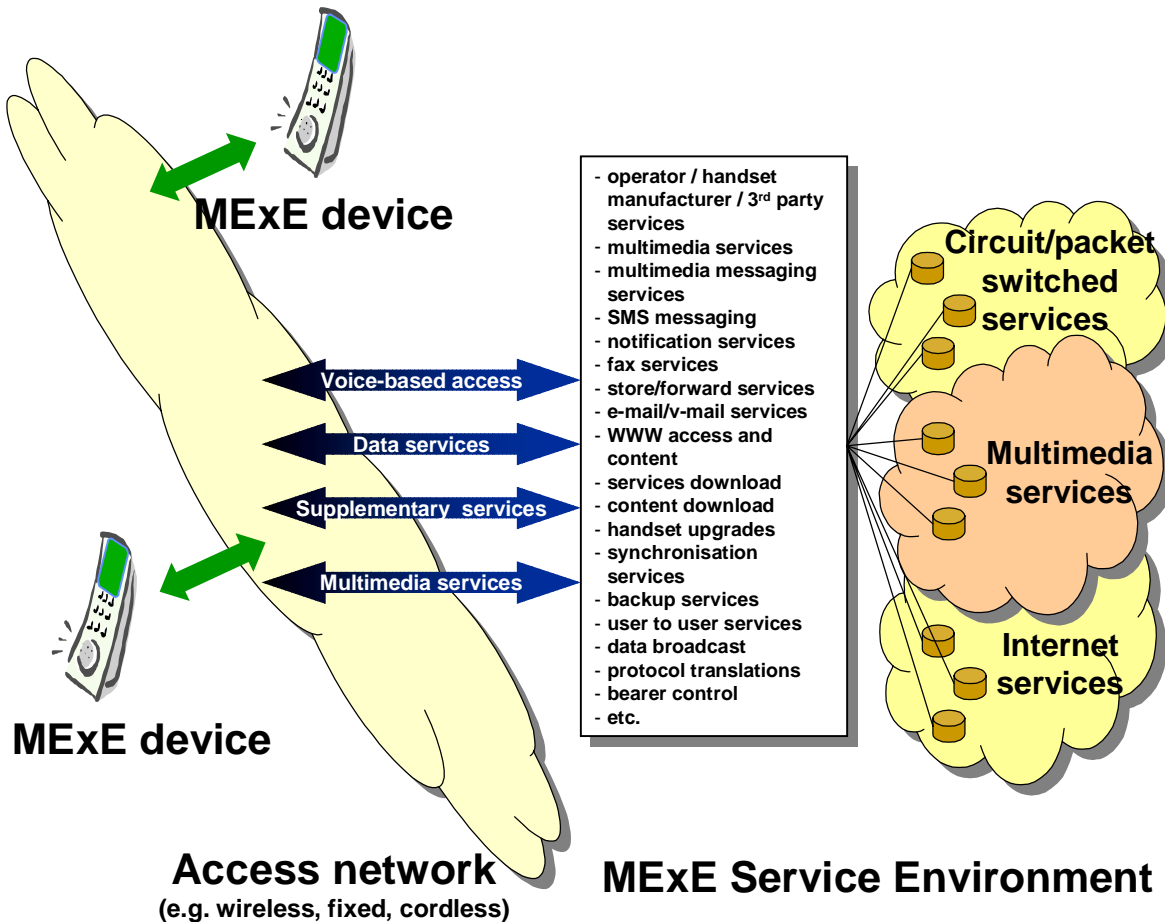 MExE device
- operator / handset
manufacturer / 3rd party
services
- multimedia services
- multimedia messaging
services
- SMS messaging
- notification services
- fax services
- store/forward services
- e-mail/v-mail services
- WWW access and
content
- services download
- content download
- handset upgrades
- synchronisation
services
- backup services
- user to user services
- data broadcast
- protocol translations
- bearer control
- etc.
Circuit/packet
switched
services
Voice-based access
Data services
Supplementary services
Multimedia services
Multimedia
services
Internet
services
MExE device
Access network
(e.g. wireless, fixed, cordless)
MExE Service Environment